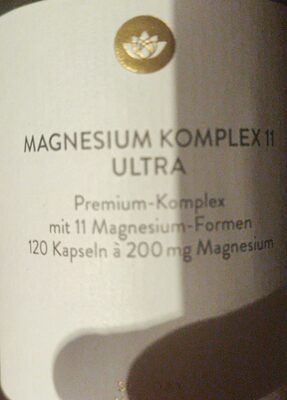 MAGNESIUM KOMPLEX 11
ULTRA
Premium-Komplex
mit 11 Magnesium-Formen
120 Kapseln à 200 mg Magnesium